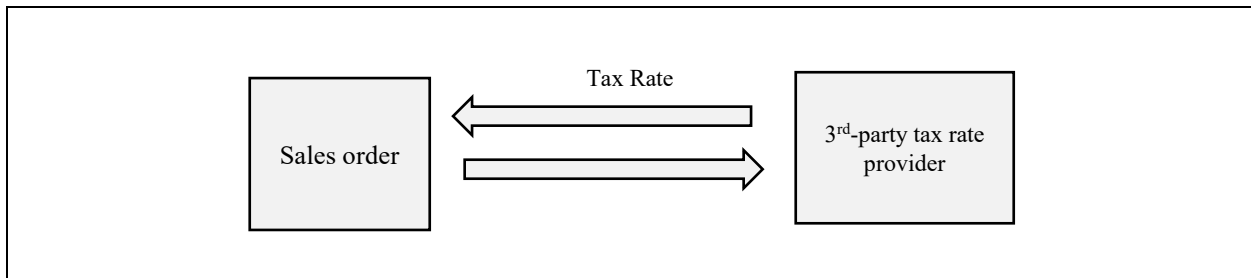 Tax Rate
Sales order
3rd-party tax rate
provider